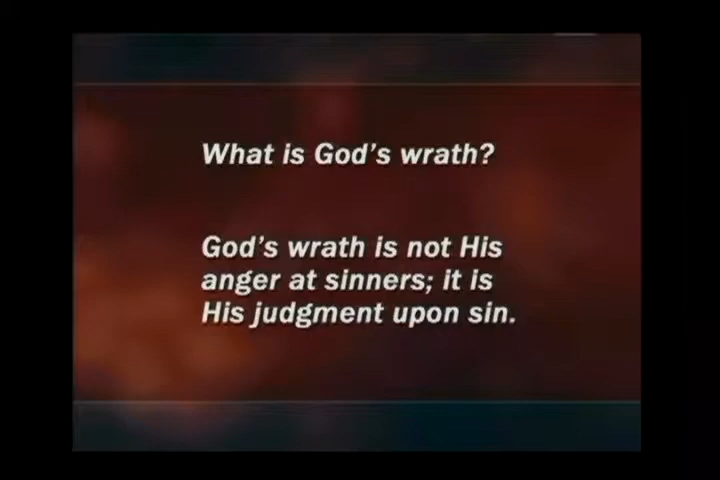 What is God's wrath?
God's wrath is not His
anger at sinners; it is
His judgment upon sin.